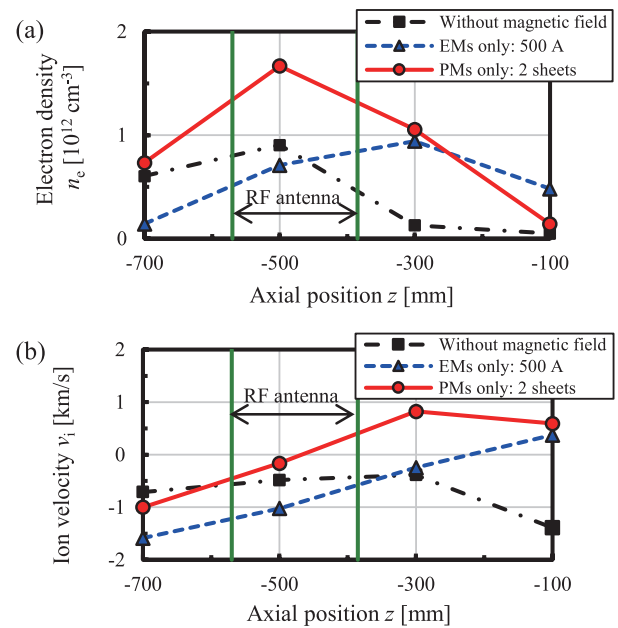 (a)
Without magnetic field
EMs only: 500 A
PMs only: 2 sheets
Electron density
nₑ [10¹² cm⁻³]
2
1
0
RF antenna
-700
-500
-300
-100
Axial position z [mm]
(b)
Without magnetic field
EMs only: 500 A
PMs only: 2 sheets
Ion velocity vᵢ [km/s]
2
1
0
-1
-2
RF antenna
-700
-500
-300
-100
Axial position z [mm]